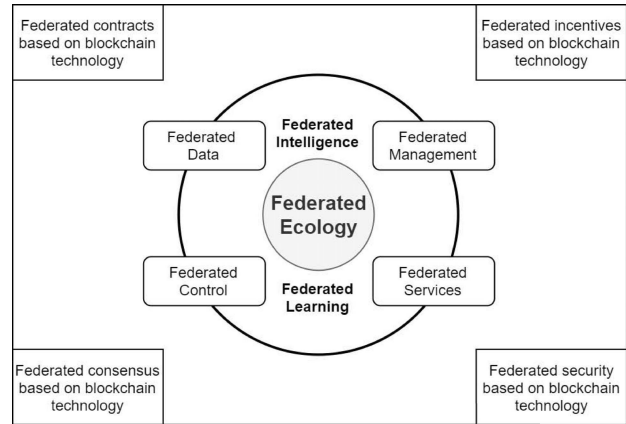 Federated contracts
based on blockchain
technology
Federated incentives
based on blockchain
technology
Federated
Data
Federated
Intelligence
Federated
Management
Federated
Ecology
Federated
Control
Federated
Learning
Federated
Services
Federated consensus
based on blockchain
technology
Federated security
based on blockchain
technology